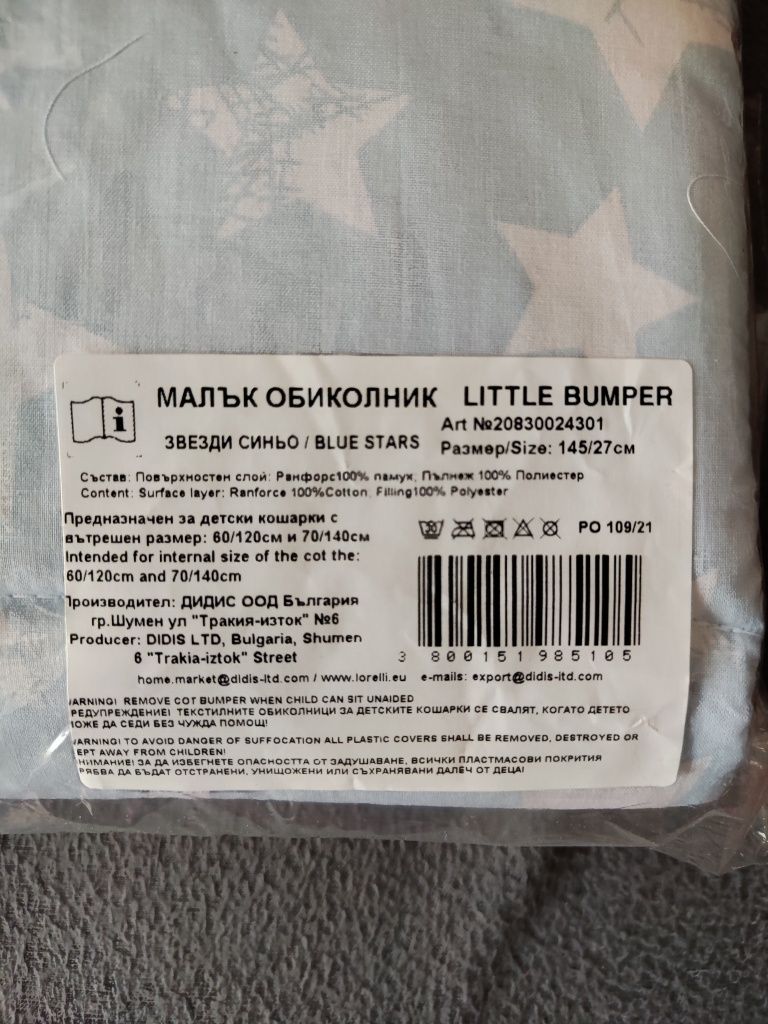 МАЛЪК ОБИКОЛНИК LITTLE BUMPER
Art №20830024301
ЗВЕЗДИ СИНЬО / BLUE STARS
Размер/Size: 145/27см
Състав: Повърхностен слой: Ранфорс100% памук, Пълнеж 100% Полиестер
Content: Surface layer: Ranforce 100%Cotton, Filling100% Polyester
Предназначен за детски кошарки с
вътрешен размер: 60/120см и 70/140см
Intended for internal size of the cot the:
60/120cm and 70/140cm
PO 109/21
Производител: ДИДИС ООД България
гр.Шумен ул "Тракия-изток" №6
Producer: DIDIS LTD, Bulgaria, Shumen
6 "Trakia-iztok" Street
3 800151 985105
home.market@didis-ltd.com / www.lorelli.eu e-mails: export@didis-ltd.com
WARNING! REMOVE COT BUMPER WHEN CHILD CAN SIT UNAIDED
РЕДУПРЕЖДЕНИЕ! ТЕКСТИЛНИТЕ ОБИКОЛНИЦИ ЗА ДЕТСКИТЕ КОШАРКИ СЕ СВАЛЯТ, КОГАТО ДЕТЕТО
МОЖЕ ДА СЕДИ БЕЗ ЧУЖДА ПОМОЩ!
WARNING! TO AVOID DANGER OF SUFFOCATION ALL PLASTIC COVERS SHALL BE REMOVED, DESTROYED OR
KEPT AWAY FROM CHILDREN!
ВНИМАНИЕ! ЗА ДА ИЗБЕГНЕТЕ ОПАСНОСТТА ОТ ЗАДУШАВАНЕ, ВСИЧКИ ПЛАСТМАСОВИ ПОКРИТИЯ
ТРЯБВА ДА БЪДАТ ОТСТРАНЕНИ, УНИЩОЖЕНИ ИЛИ СЪХРАНЯВАНИ ДАЛЕЧ ОТ ДЕЦА!